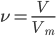 ν = V / V_m